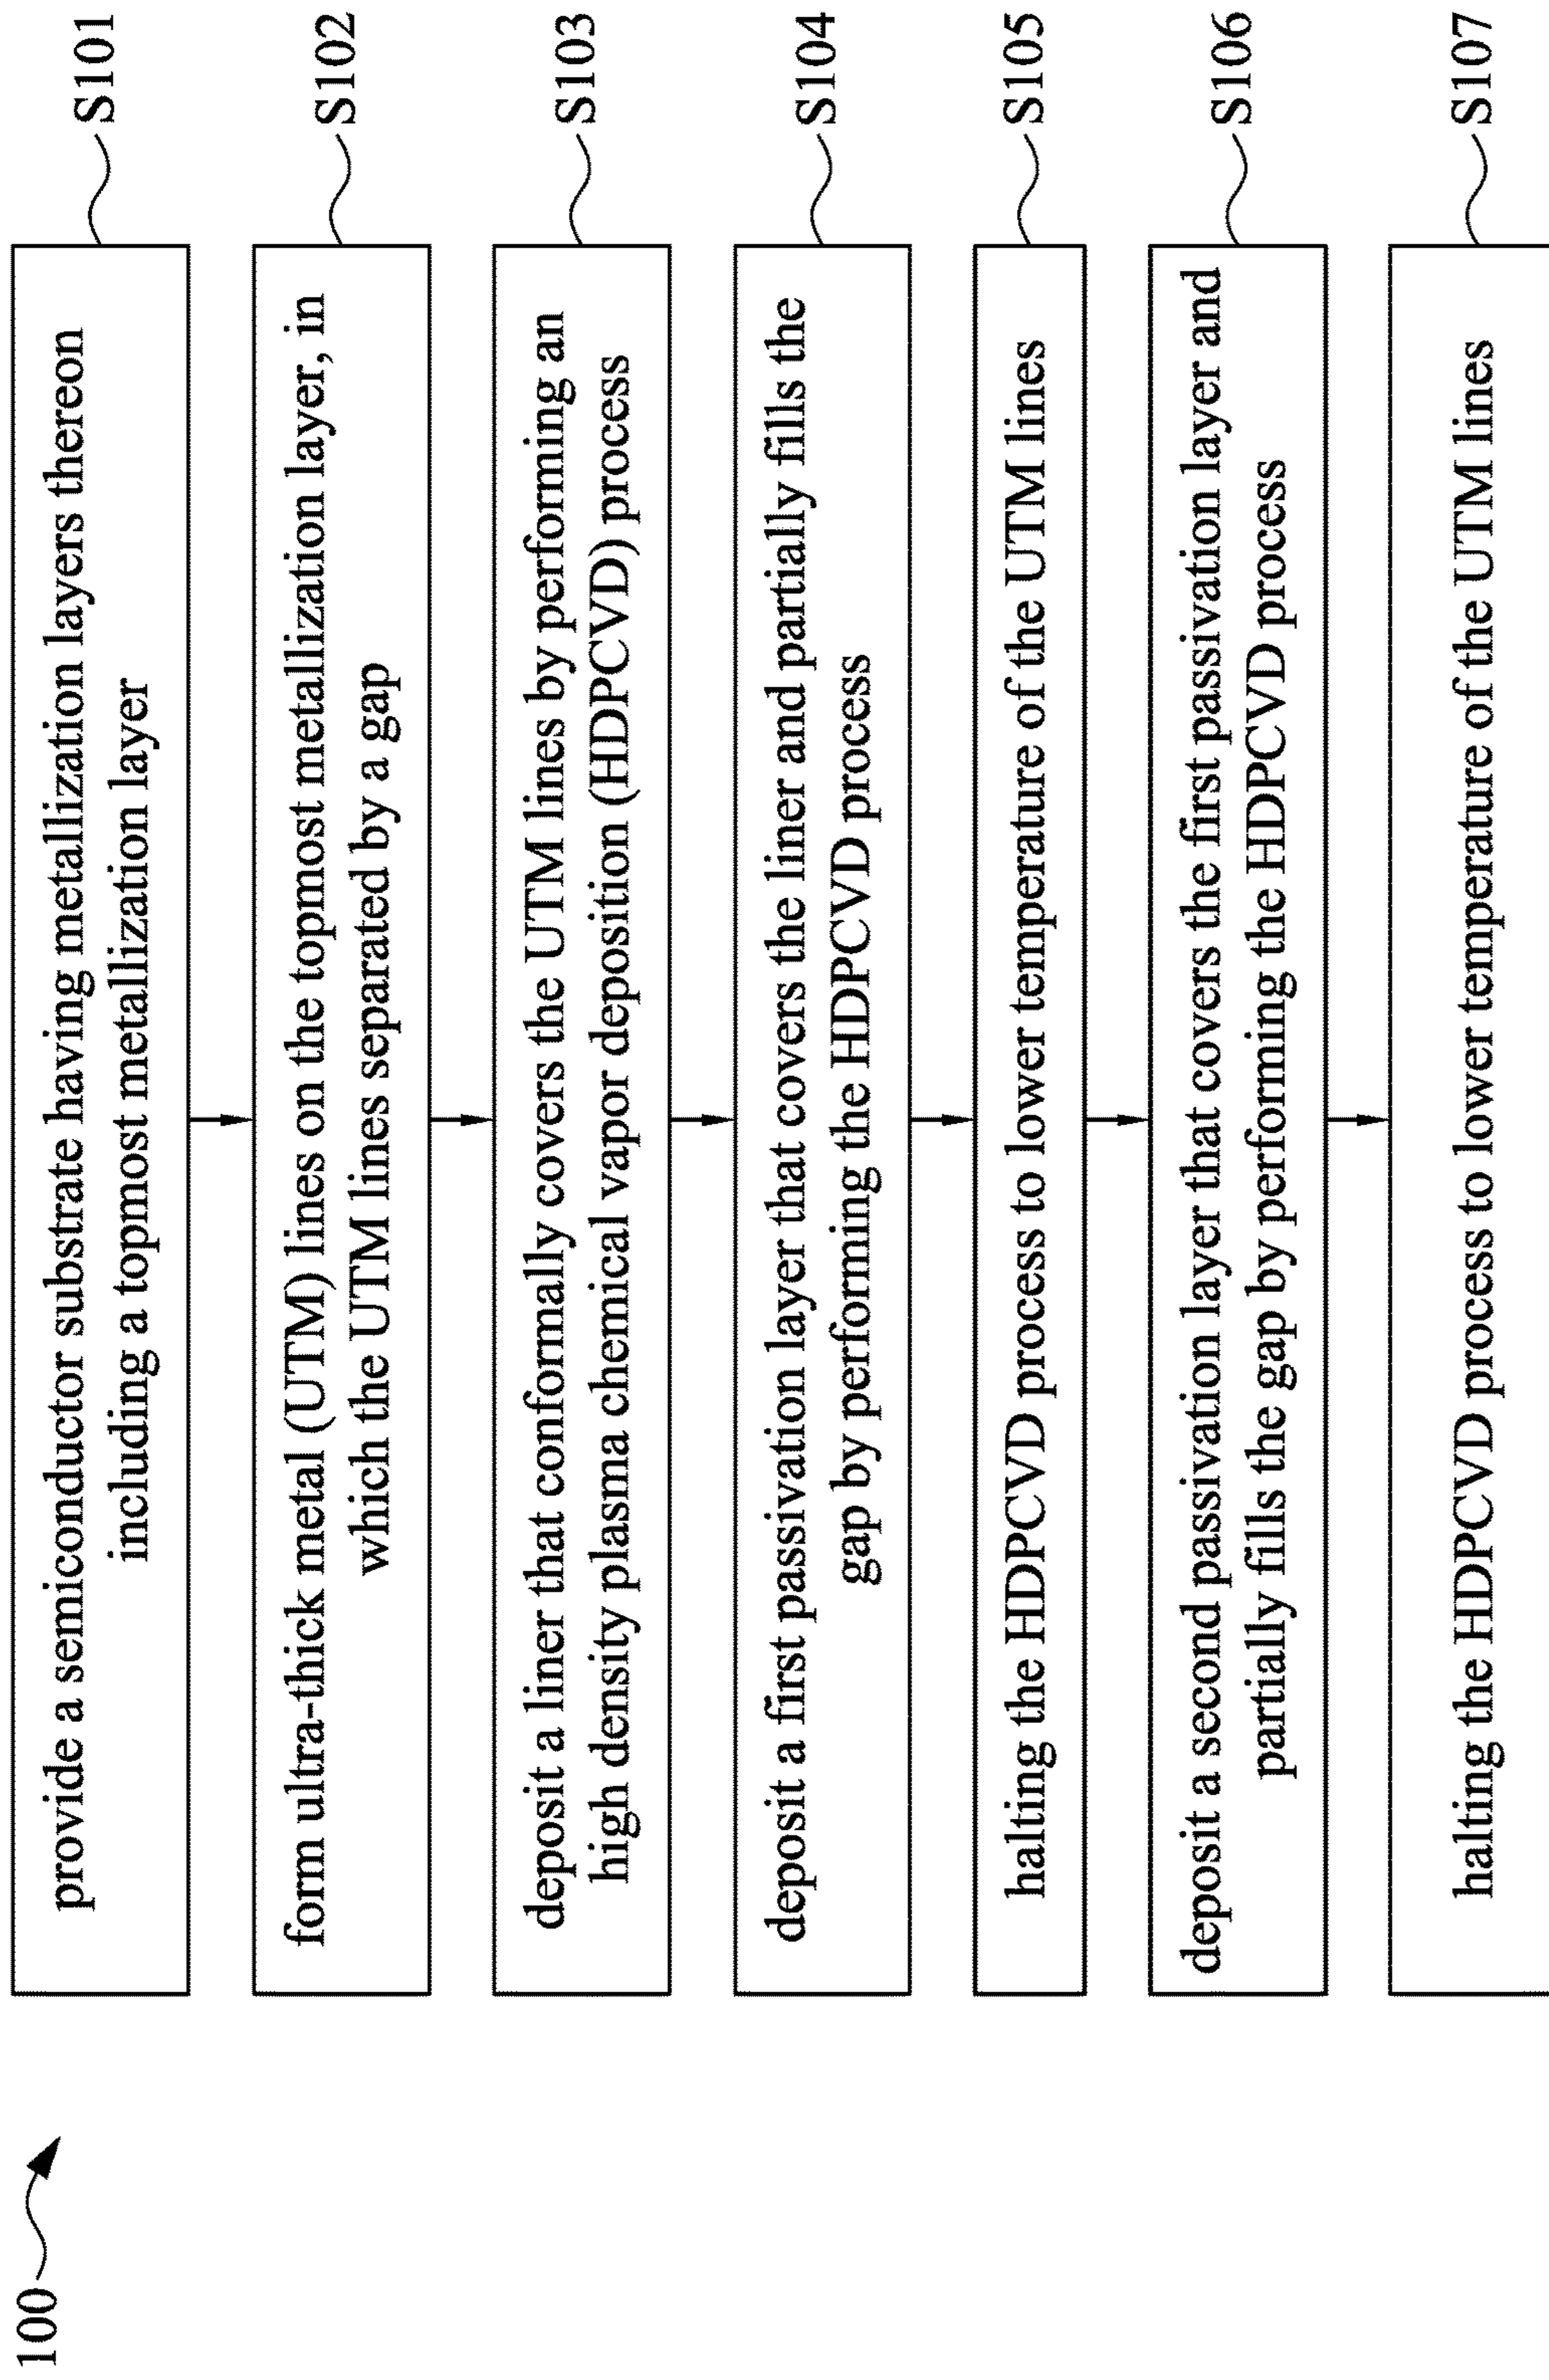 100
provide a semiconductor substrate having metallization layers thereon
including a topmost metallization layer
S101
form ultra-thick metal (UTM) lines on the topmost metallization layer, in
which the UTM lines separated by a gap
S102
deposit a liner that conformally covers the UTM lines by performing an
high density plasma chemical vapor deposition (HDPCVD) process
S103
deposit a first passivation layer that covers the liner and partially fills the
gap by performing the HDPCVD process
S104
halting the HDPCVD process to lower temperature of the UTM lines
S105
deposit a second passivation layer that covers the first passivation layer and
partially fills the gap by performing the HDPCVD process
S106
halting the HDPCVD process to lower temperature of the UTM lines
S107